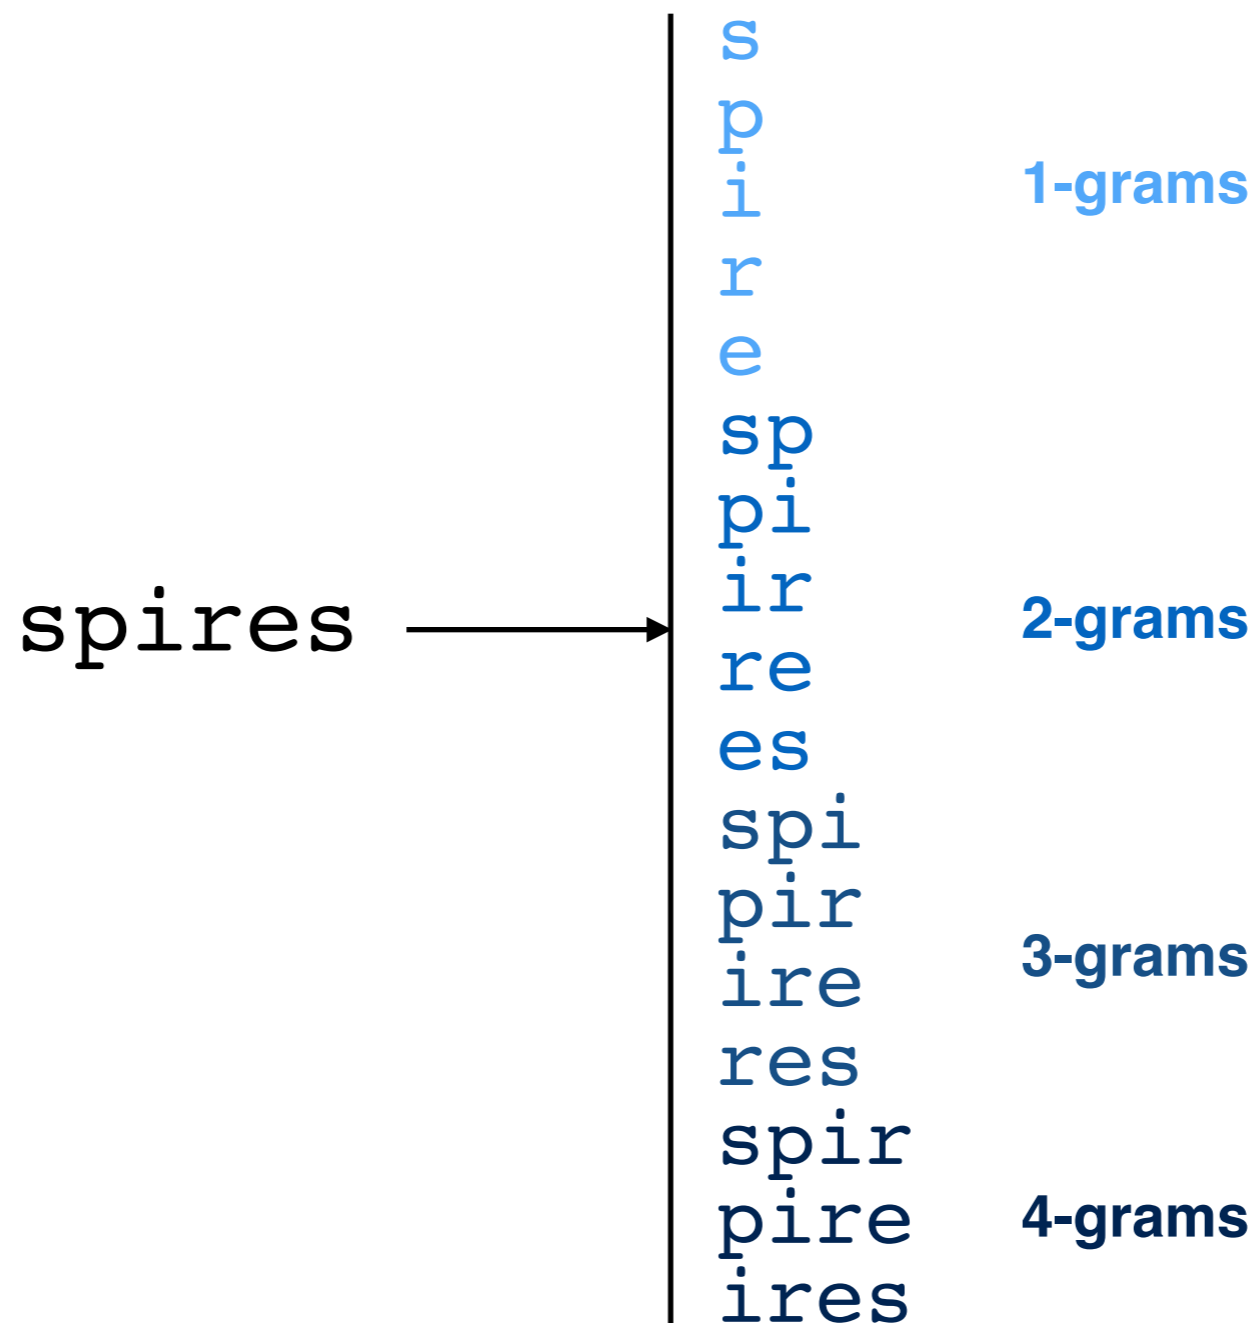 s
p
i
1-grams
r
e
sp
pi
ir
2-grams
spires
re
es
spi
pir
3-grams
ire
res
spir
pire
4-grams
ires